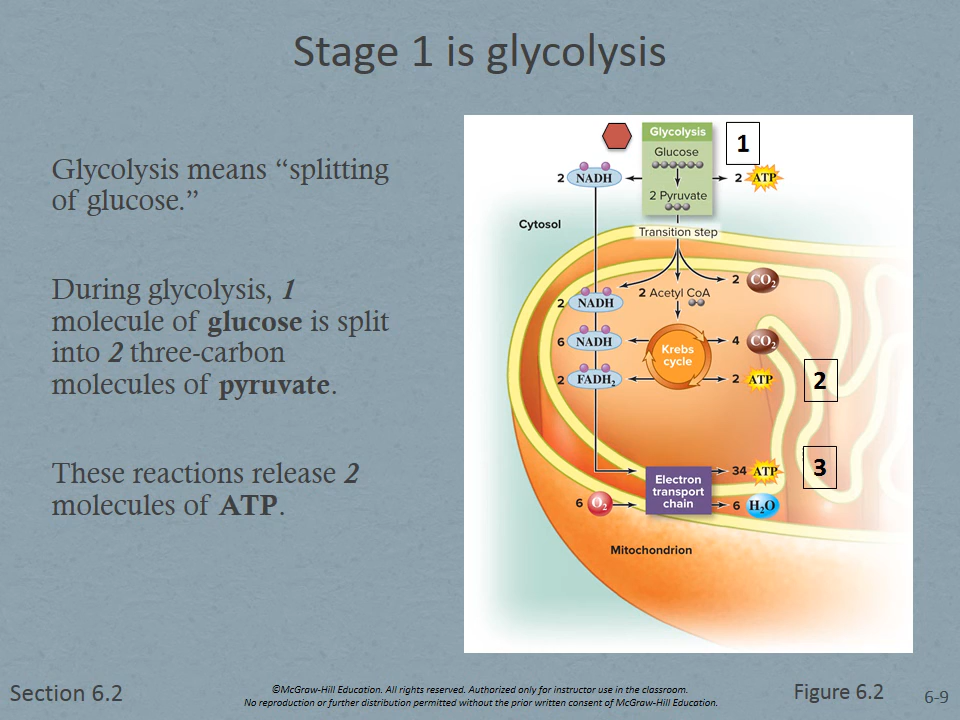 Stage 1 is glycolysis
Glycolysis means “splitting
of glucose.”
During glycolysis, 1
molecule of glucose is split
into 2 three-carbon
molecules of pyruvate.
These reactions release 2
molecules of ATP.
Glycolysis
1
Glucose
2 NADH
2 ATP
2 Pyruvate
Cytosol
Transition step
2 CO₂
2 NADH
2 Acetyl CoA
6 NADH
Krebs
cycle
4 CO₂
2 FADH₂
2 ATP
2
34 ATP
3
Electron
transport
chain
6 O₂
6 H₂O
Mitochondrion
Section 6.2
©McGraw-Hill Education. All rights reserved. Authorized only for instructor use in the classroom.
No reproduction or further distribution permitted without the prior written consent of McGraw-Hill Education.
Figure 6.2
6-9